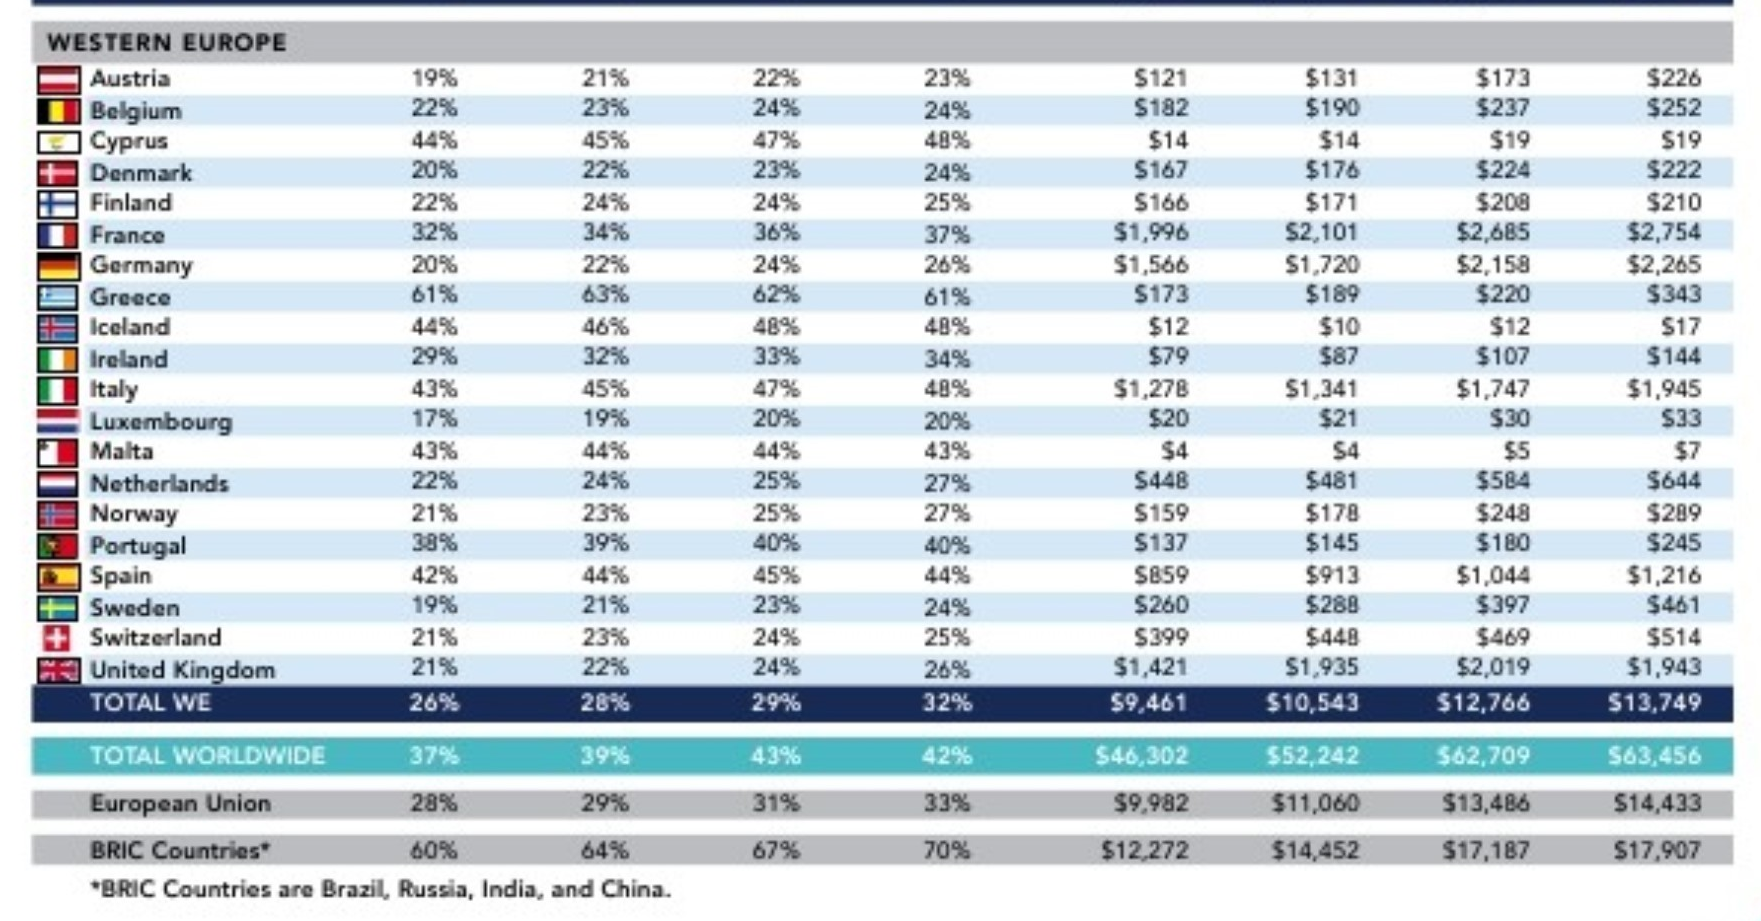 WESTERN EUROPE
Austria 19% 21% 22% 23% $121 $131 $173 $226
Belgium 22% 23% 24% 24% $182 $190 $237 $252
Cyprus 44% 45% 47% 48% $14 $14 $19 $19
Denmark 20% 22% 23% 24% $167 $176 $224 $222
Finland 22% 24% 24% 25% $166 $171 $208 $210
France 32% 34% 36% 37% $1,996 $2,101 $2,685 $2,754
Germany 20% 22% 24% 26% $1,566 $1,720 $2,158 $2,265
Greece 61% 63% 62% 61% $173 $189 $220 $343
Iceland 44% 46% 48% 48% $12 $10 $12 $17
Ireland 29% 32% 33% 34% $79 $87 $107 $144
Italy 43% 45% 47% 48% $1,278 $1,341 $1,747 $1,945
Luxembourg 17% 19% 20% 20% $20 $21 $30 $33
Malta 43% 44% 44% 43% $4 $4 $5 $7
Netherlands 22% 24% 25% 27% $448 $481 $584 $644
Norway 21% 23% 25% 27% $159 $178 $248 $289
Portugal 38% 39% 40% 40% $137 $145 $180 $245
Spain 42% 44% 45% 44% $859 $913 $1,044 $1,216
Sweden 19% 21% 23% 24% $260 $288 $397 $461
Switzerland 21% 23% 24% 25% $399 $448 $469 $514
United Kingdom 21% 22% 24% 26% $1,421 $1,935 $2,019 $1,943
TOTAL WE 26% 28% 29% 32% $9,461 $10,543 $12,766 $13,749
TOTAL WORLDWIDE 37% 39% 43% 42% $46,302 $52,242 $62,709 $63,456
European Union 28% 29% 31% 33% $9,982 $11,060 $13,486 $14,433
BRIC Countries* 60% 64% 67% 70% $12,272 $14,452 $17,187 $17,907
*BRIC Countries are Brazil, Russia, India, and China.